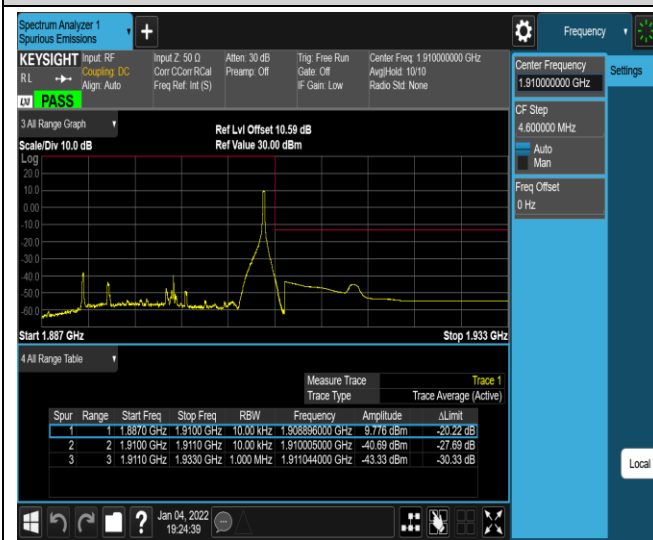 Spectrum Analyzer 1
Spurious Emissions
+
Frequency
KEYSIGHT
RL
Input: RF
Coupling: DC
Align: Auto
Input Z: 50 Ω
Corr CCorr RCal
Freq Ref: Int (S)
Atten: 30 dB
Preamp: Off
Trig: Free Run
Gate: Off
IF Gain: Low
Center Freq: 1.910000000 GHz
Avg|Hold: 10/10
Radio Std: None
LXI PASS
3 All Range Graph
Scale/Div 10.0 dB
Ref Lvl Offset 10.59 dB
Ref Value 30.00 dBm
Log
20.0
10.0
0.00
-10.0
-20.0
-30.0
-40.0
-50.0
-60.0
Start 1.887 GHz
Stop 1.933 GHz
4 All Range Table
Measure Trace Trace 1
Trace Type Trace Average (Active)
Spur Range Start Freq Stop Freq RBW Frequency Amplitude ΔLimit
1 1 1.8870 GHz 1.9100 GHz 10.00 kHz 1.908896000 GHz 9.776 dBm -20.22 dB
2 2 1.9100 GHz 1.9110 GHz 10.00 kHz 1.910005000 GHz -40.69 dBm -27.69 dB
3 3 1.9110 GHz 1.9330 GHz 1.000 MHz 1.911044000 GHz -43.33 dBm -30.33 dB
Center Frequency
1.910000000 GHz
Settings
CF Step
4.600000 MHz
Auto
Man
Freq Offset
0 Hz
Local
?
Jan 04, 2022
19:24:39